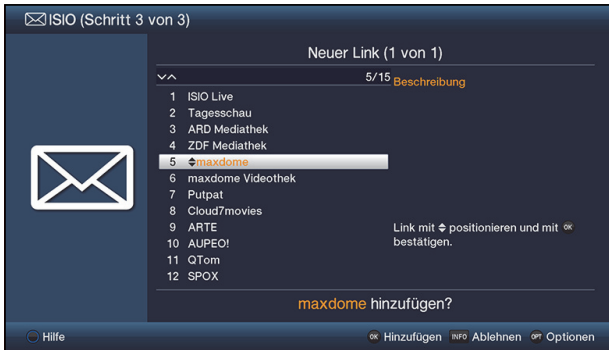 ISIO (Schritt 3 von 3)
Neuer Link (1 von 1)
5/15
Beschreibung
1 ISIO Live
2 Tagesschau
3 ARD Mediathek
4 ZDF Mediathek
5 maxdome
6 maxdome Videothek
7 Putpat
8 Cloud7movies
9 ARTE
10 AUPEO!
11 QTom
12 SPOX
Link mit positionieren und mit OK
bestätigen.
maxdome hinzufügen?
Hilfe
OK Hinzufügen INFO Ablehnen OPT Optionen